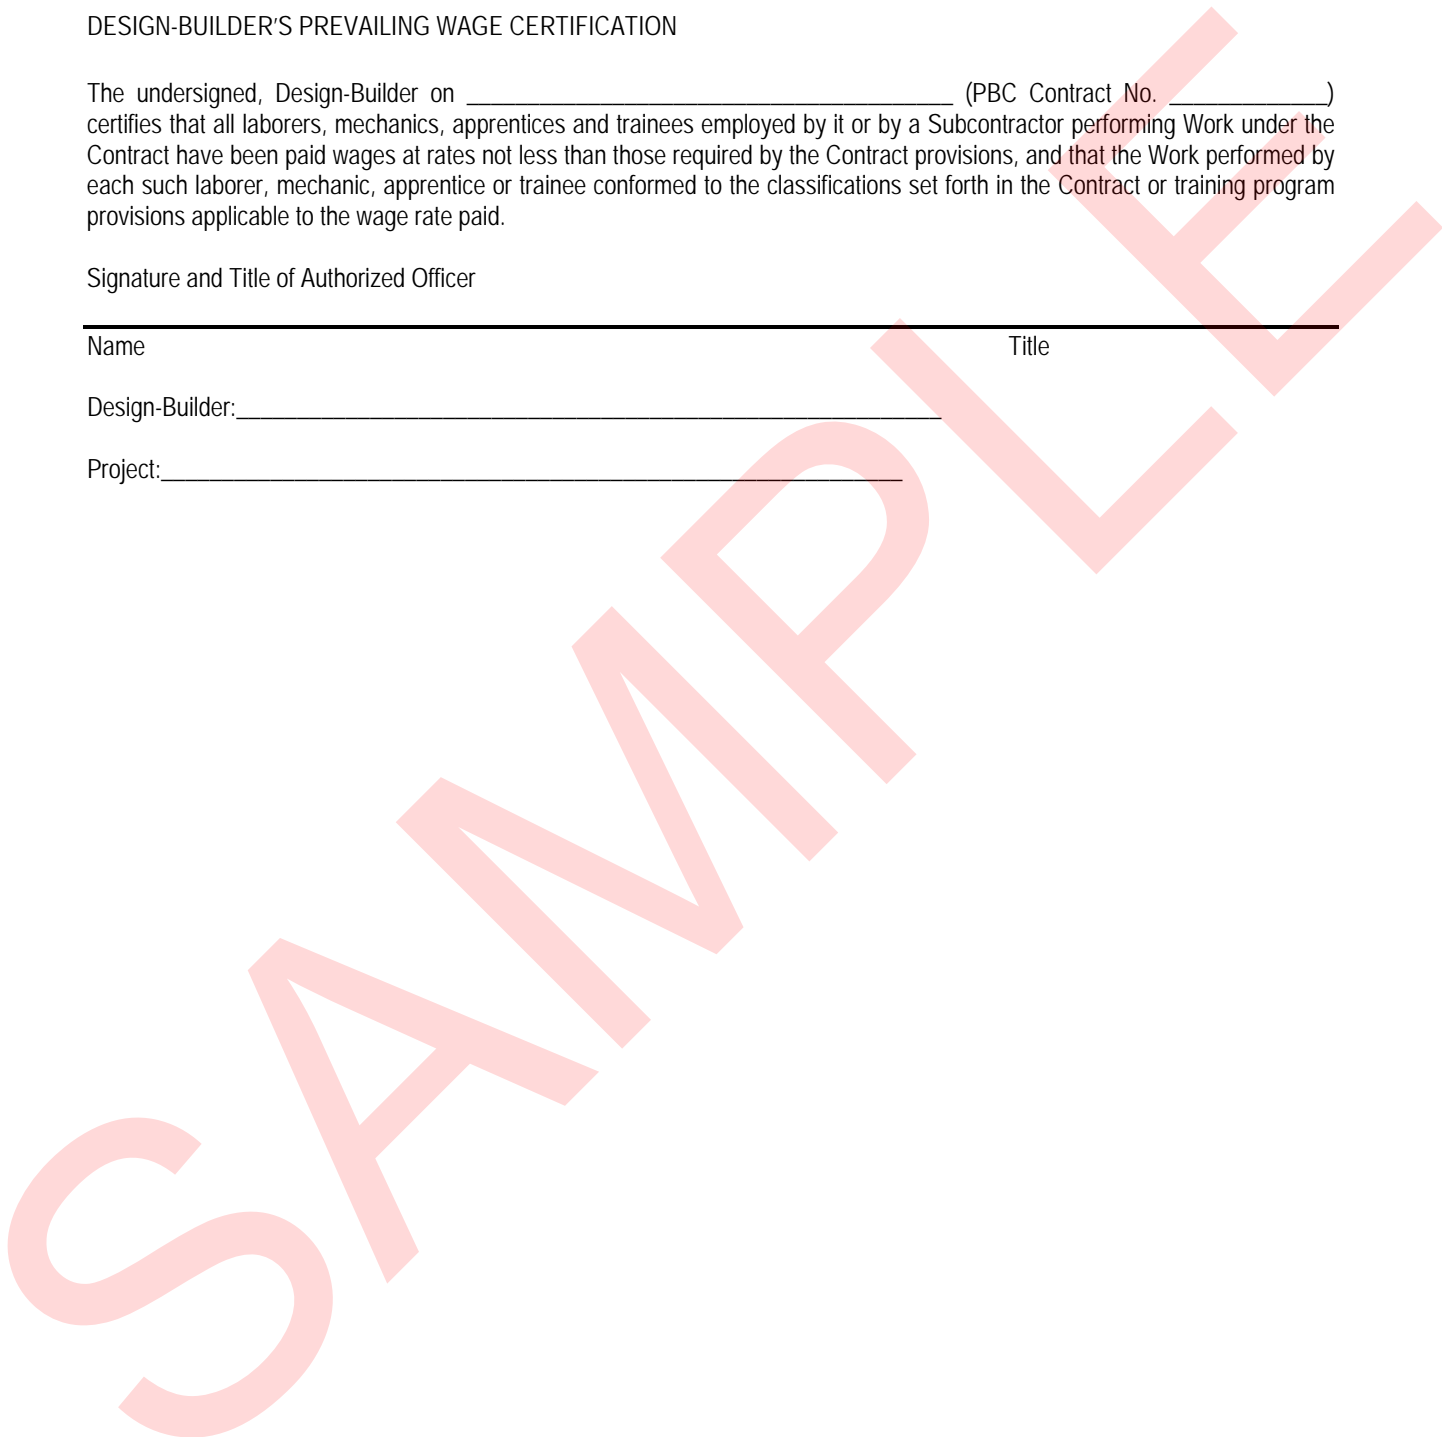 DESIGN-BUILDER’S PREVAILING WAGE CERTIFICATION
The undersigned, Design-Builder on ________________________________________ (PBC Contract No. _____________)
certifies that all laborers, mechanics, apprentices and trainees employed by it or by a Subcontractor performing Work under the
Contract have been paid wages at rates not less than those required by the Contract provisions, and that the Work performed by
each such laborer, mechanic, apprentice or trainee conformed to the classifications set forth in the Contract or training program
provisions applicable to the wage rate paid.
Signature and Title of Authorized Officer
Name Title
Design-Builder:__________________________________________________________
Project:_____________________________________________________________
SAMPLE